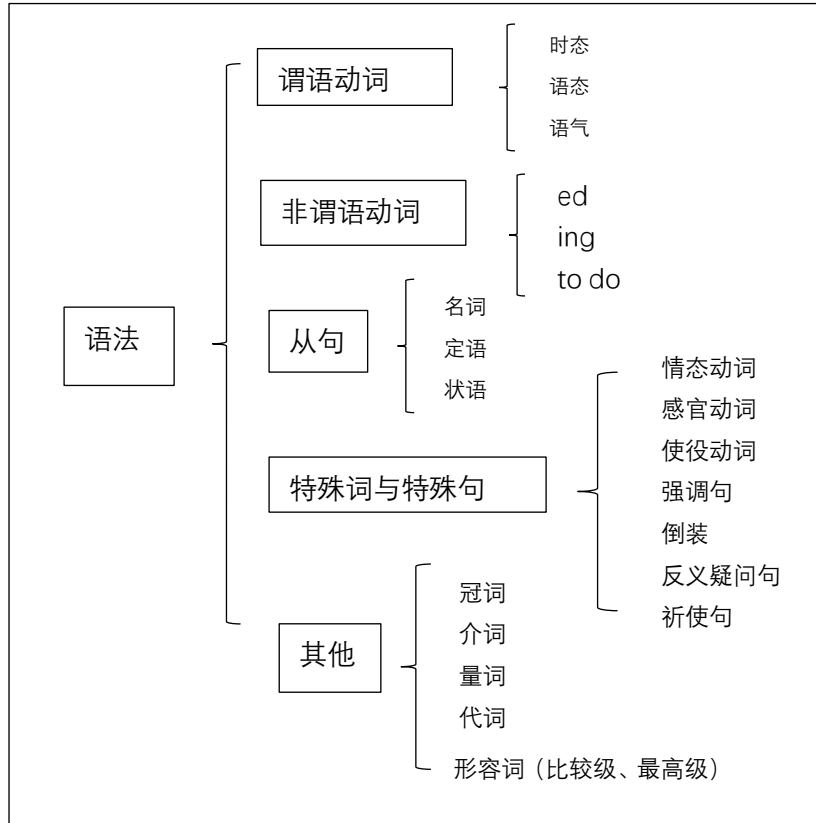 语法
谓语动词
时态
语态
语气
非谓语动词
ed
ing
to do
从句
名词
定语
状语
特殊词与特殊句
情态动词
感官动词
使役动词
强调句
倒装
反义疑问句
祈使句
其他
冠词
介词
量词
代词
形容词（比较级、最高级）